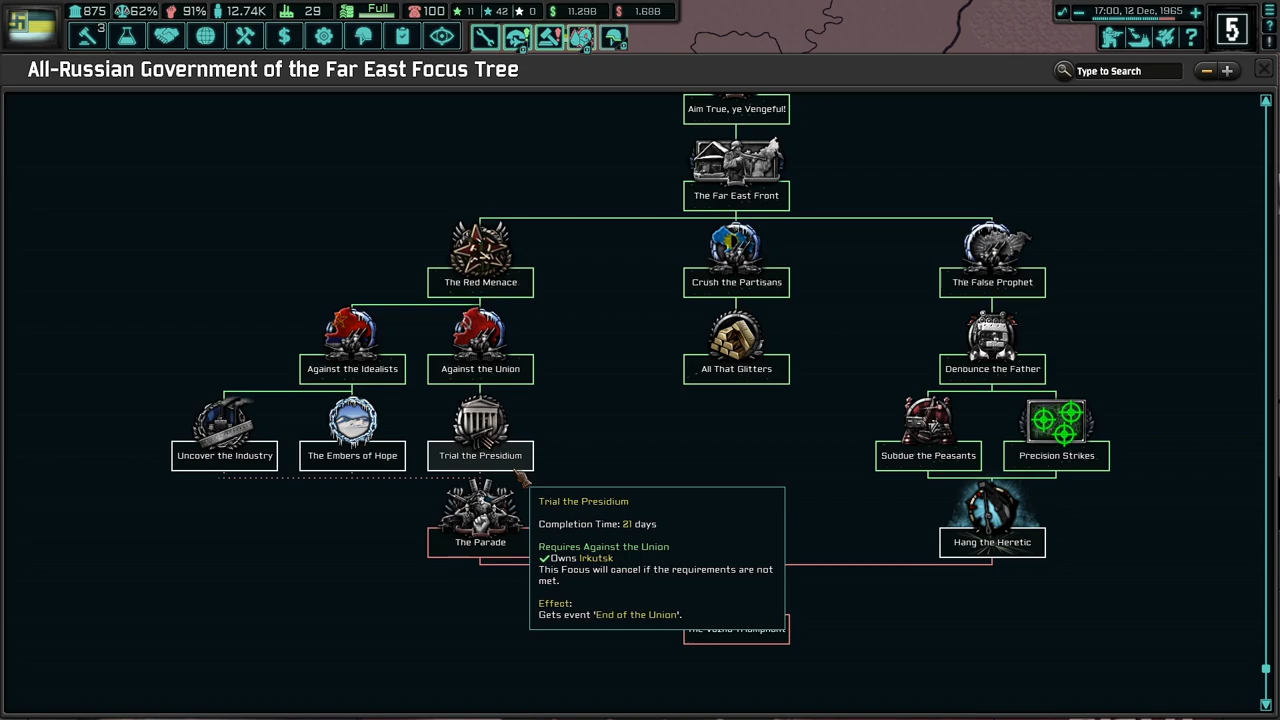 875 62% 91% 12.74K 29 Full 100 11 42 0 $ 11.29B $ 1.68B
17:00, 12 Dec, 1965
5
3
All-Russian Government of the Far East Focus Tree
Type to Search
Aim True, ye Vengeful!
The Far East Front
The Red Menace
Crush the Partisans
The False Prophet
Against the Idealists
Against the Union
All That Glitters
Denounce the Father
Uncover the Industry
The Embers of Hope
Trial the Presidium
Subdue the Peasants
Precision Strikes
The Parade
Hang the Heretic
Trial the Presidium
Completion Time: 21 days
Requires Against the Union
Owns Irkutsk
This Focus will cancel if the requirements are not
met.
Effect:
Gets event 'End of the Union'.